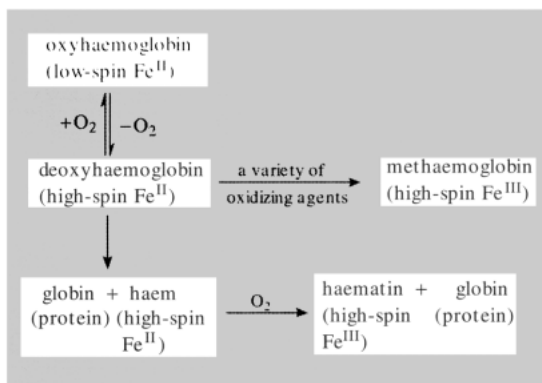 oxyhaemoglobin
(low-spin Fe^II)
+O₂ −O₂
deoxyhaemoglobin
(high-spin Fe^II)
a variety of
oxidizing agents
methaemoglobin
(high-spin Fe^III)
globin + haem
(protein) (high-spin
Fe^II)
O₂
haematin + globin
(high-spin (protein)
Fe^III)